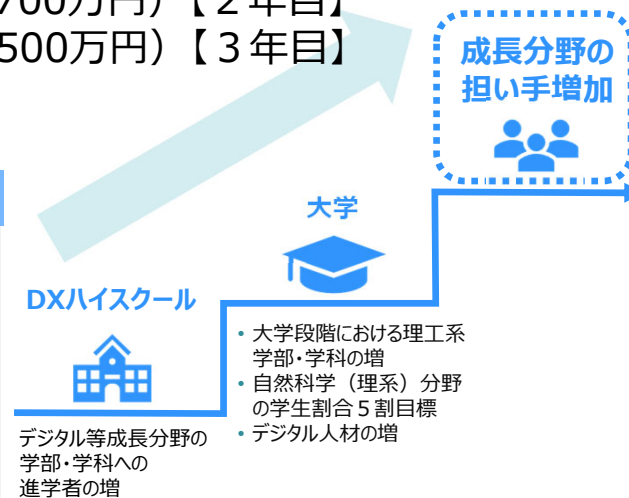 700万円）【２年目】
500万円）【３年目】
成長分野の
担い手増加
大学
DXハイスクール
• 大学段階における理工系
学部・学科の増
• 自然科学（理系）分野
の学生割合５割目標
• デジタル人材の増
デジタル等成長分野の
学部・学科への
進学者の増